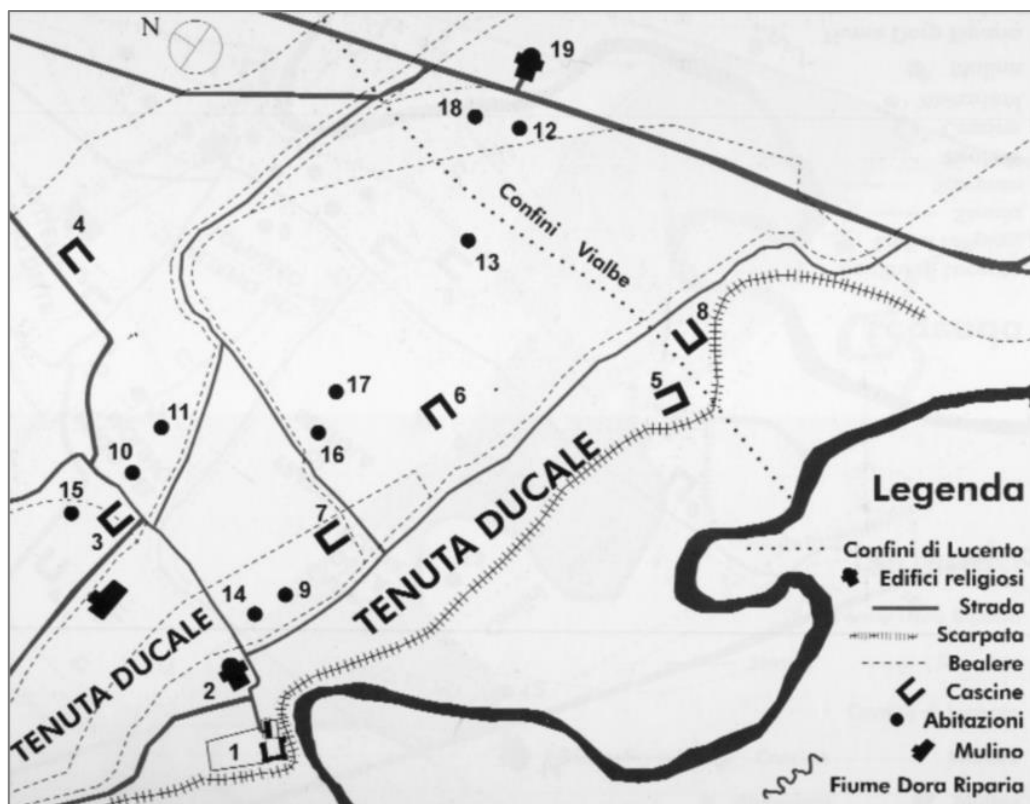 N
19
18
12
4
Confini Vialbe
13
8
5
17
6
11
16
10
15
3
7
TENUTA DUCALE
14
9
2
TENUTA DUCALE
1
Legenda
Confini di Lucento
Edifici religiosi
Strada
Scarpata
Bealere
Cascine
Abitazioni
Mulino
Fiume Dora Riparia